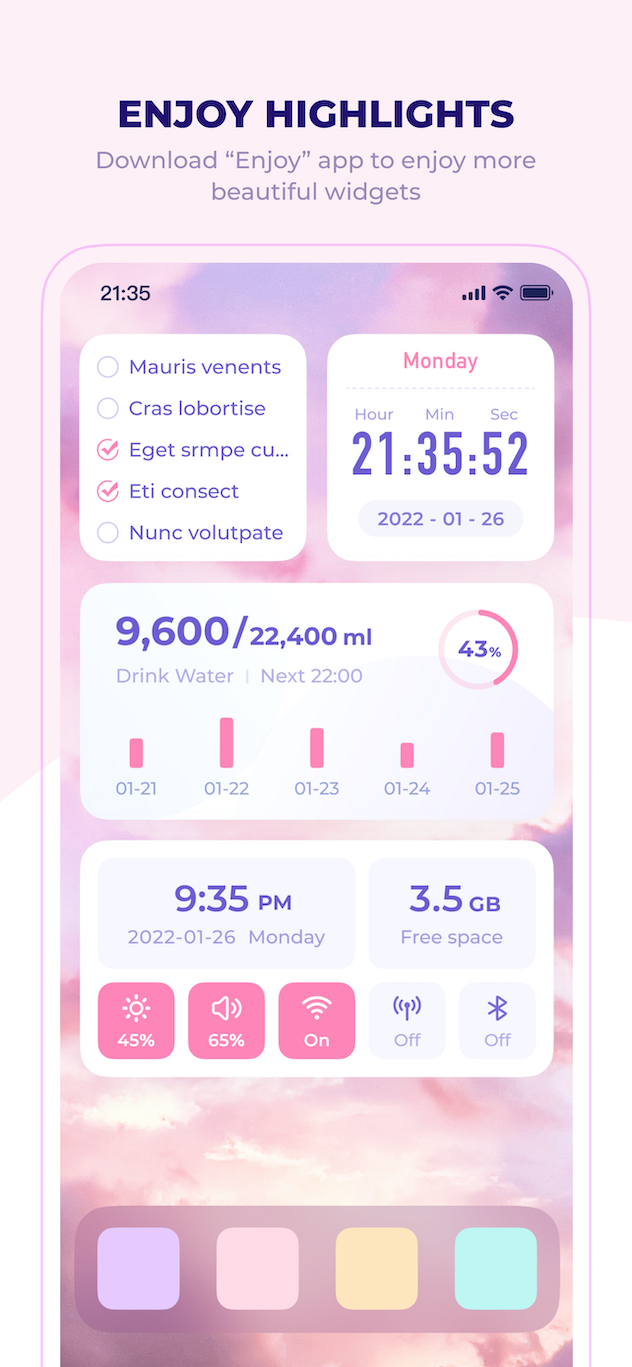 ENJOY HIGHLIGHTS
Download “Enjoy” app to enjoy more
beautiful widgets
21:35
Mauris venents
Cras lobortise
Eget srmpe cu...
Eti consect
Nunc volutpate
Monday
Hour Min Sec
21:35:52
2022 - 01 - 26
9,600/22,400 ml
Drink Water | Next 22:00
43%
01-21 01-22 01-23 01-24 01-25
9:35 PM
2022-01-26 Monday
3.5 GB
Free space
45% 65% On Off Off